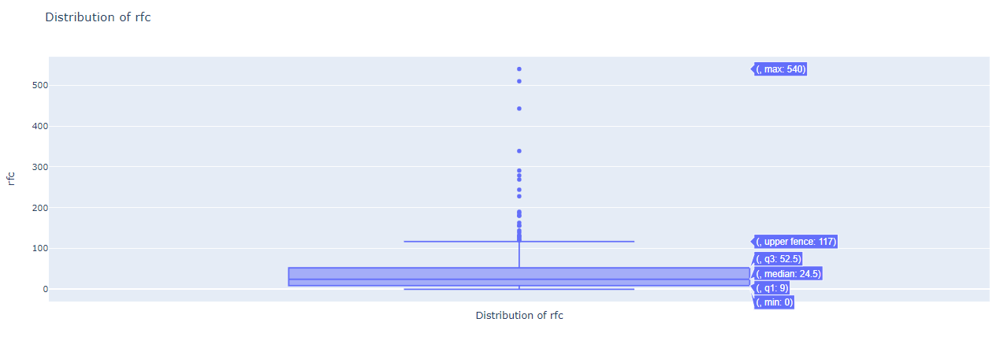 Distribution of rfc
500
400
300
200
100
0
rfc
(, max: 540)
(, upper fence: 117)
(, q3: 52.5)
(, median: 24.5)
(, q1: 9)
(, min: 0)
Distribution of rfc